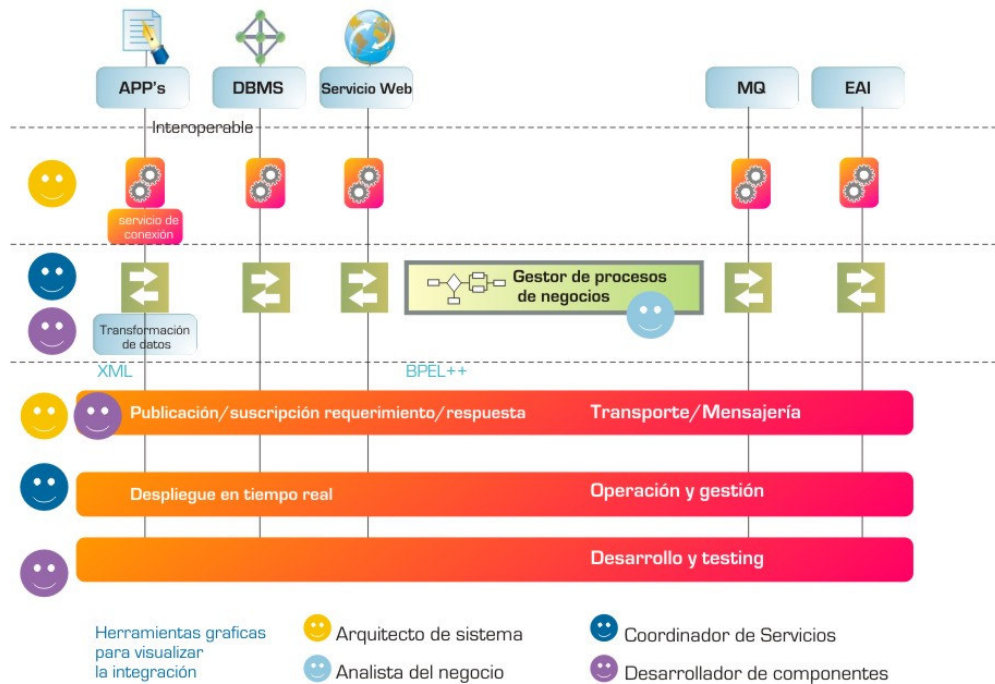 APP's
DBMS
Servicio Web
MQ
EAI
Interoperable
servicio de
conexión
Gestor de procesos
de negocios
Transformación
de datos
XML
BPEL++
Publicación/suscripción requerimiento/respuesta
Transporte/Mensajería
Despliegue en tiempo real
Operación y gestión
Desarrollo y testing
Herramientas graficas
para visualizar
la integración
Arquitecto de sistema
Analista del negocio
Coordinador de Servicios
Desarrollador de componentes